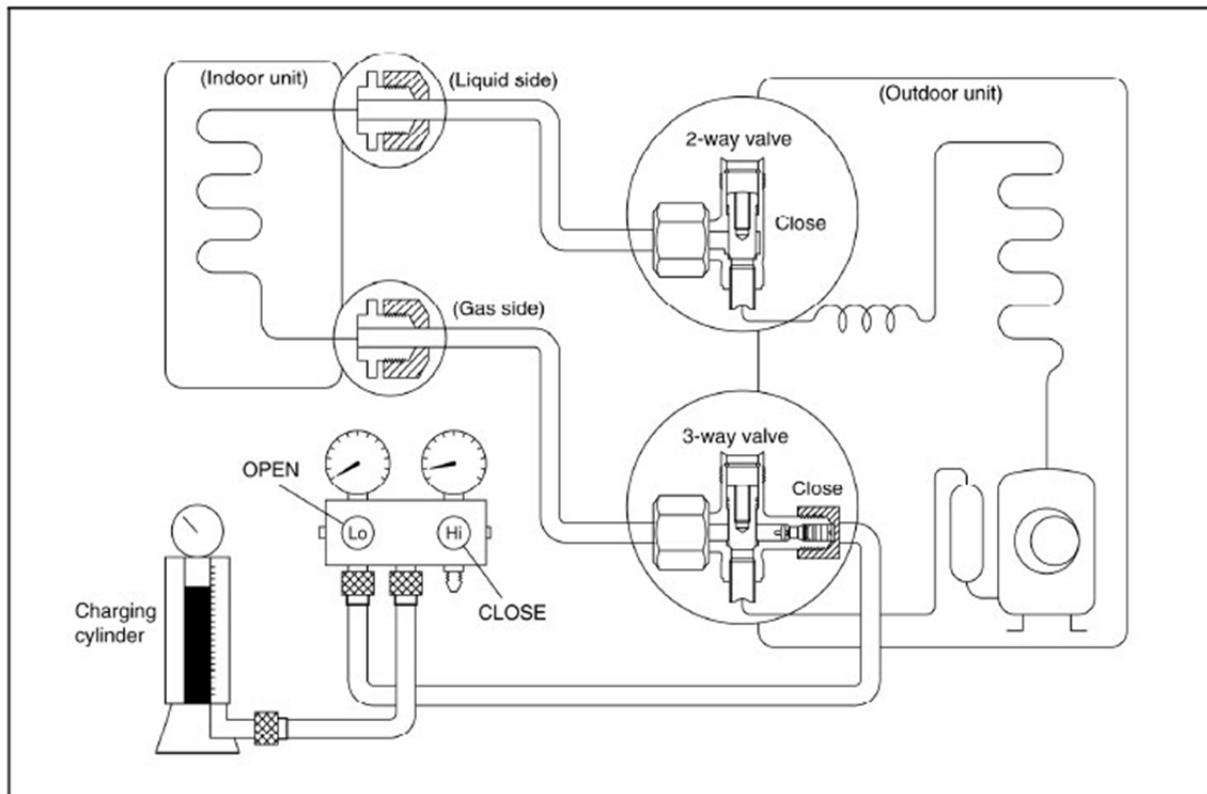 (Indoor unit)
(Liquid side)
(Outdoor unit)
2-way valve
Close
(Gas side)
3-way valve
Close
OPEN
Lo
Hi
CLOSE
Charging
cylinder